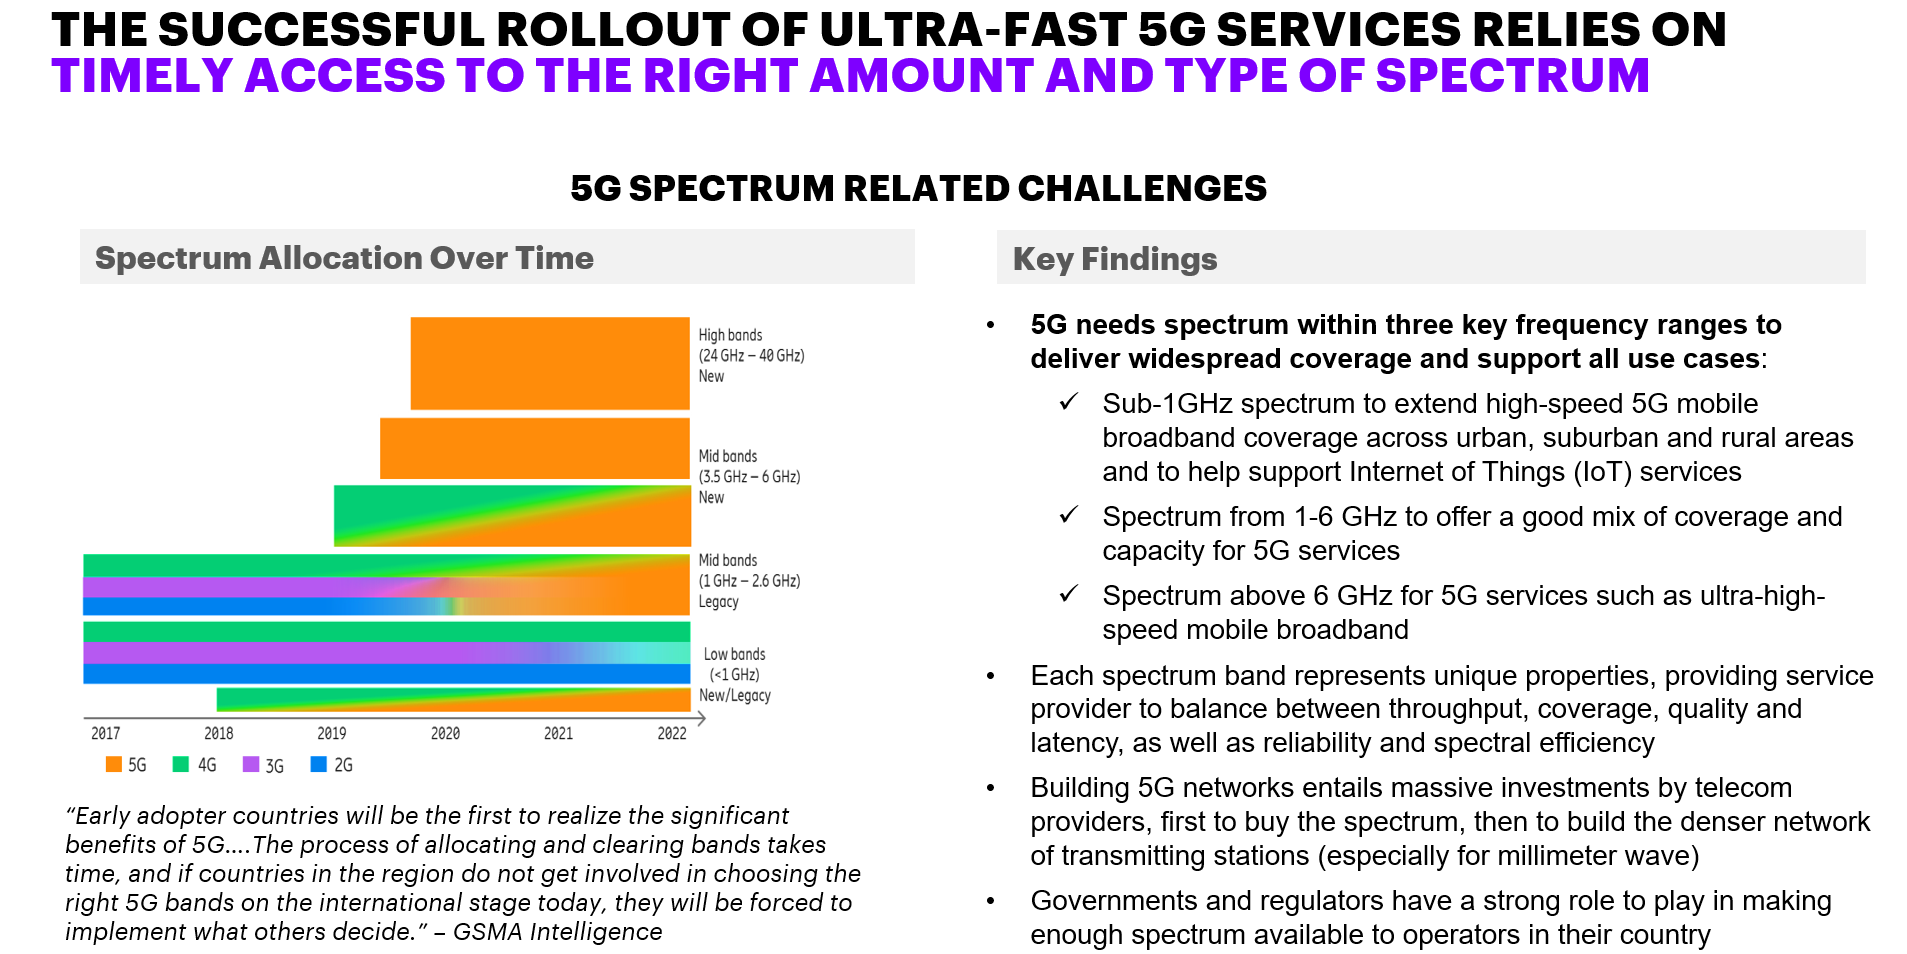 THE SUCCESSFUL ROLLOUT OF ULTRA-FAST 5G SERVICES RELIES ON
TIMELY ACCESS TO THE RIGHT AMOUNT AND TYPE OF SPECTRUM
5G SPECTRUM RELATED CHALLENGES
Spectrum Allocation Over Time
High bands
(24 GHz – 40 GHz)
New
Mid bands
(3.5 GHz – 6 GHz)
New
Mid bands
(1 GHz – 2.6 GHz)
Legacy
Low bands
(<1 GHz)
New/Legacy
2017 2018 2019 2020 2021 2022
5G 4G 3G 2G
“Early adopter countries will be the first to realize the significant
benefits of 5G….The process of allocating and clearing bands takes
time, and if countries in the region do not get involved in choosing the
right 5G bands on the international stage today, they will be forced to
implement what others decide.” – GSMA Intelligence
Key Findings
• 5G needs spectrum within three key frequency ranges to
deliver widespread coverage and support all use cases:
✓ Sub-1GHz spectrum to extend high-speed 5G mobile
broadband coverage across urban, suburban and rural areas
and to help support Internet of Things (IoT) services
✓ Spectrum from 1-6 GHz to offer a good mix of coverage and
capacity for 5G services
✓ Spectrum above 6 GHz for 5G services such as ultra-high-
speed mobile broadband
• Each spectrum band represents unique properties, providing service
provider to balance between throughput, coverage, quality and
latency, as well as reliability and spectral efficiency
• Building 5G networks entails massive investments by telecom
providers, first to buy the spectrum, then to build the denser network
of transmitting stations (especially for millimeter wave)
• Governments and regulators have a strong role to play in making
enough spectrum available to operators in their country